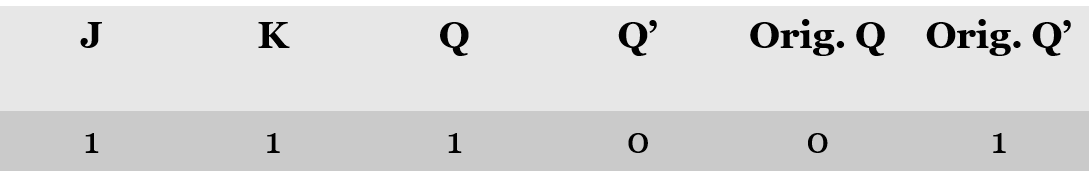 J K Q Q’ Orig. Q Orig. Q’
1 1 1 0 0 1